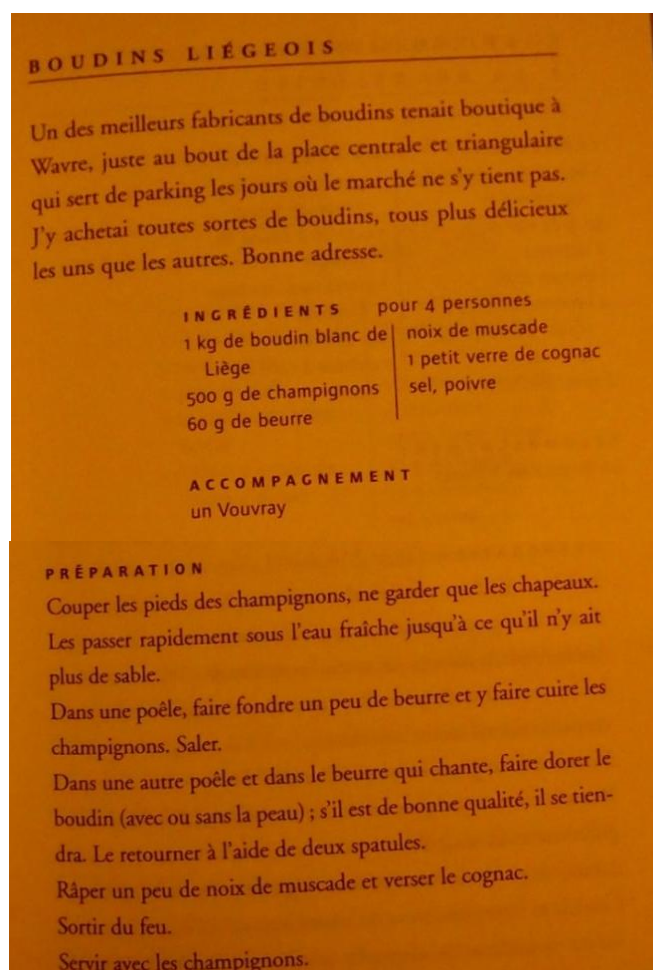 BOUDINS LIÉGEOIS
Un des meilleurs fabricants de boudins tenait boutique à
Wavre, juste au bout de la place centrale et triangulaire
qui sert de parking les jours où le marché ne s'y tient pas.
J'y achetai toutes sortes de boudins, tous plus délicieux
les uns que les autres. Bonne adresse.
INGRÉDIENTS pour 4 personnes
1 kg de boudin blanc de
Liège
500 g de champignons
60 g de beurre
noix de muscade
1 petit verre de cognac
sel, poivre
ACCOMPAGNEMENT
un Vouvray
PRÉPARATION
Couper les pieds des champignons, ne garder que les chapeaux.
Les passer rapidement sous l'eau fraîche jusqu'à ce qu'il n'y ait
plus de sable.
Dans une poêle, faire fondre un peu de beurre et y faire cuire les
champignons. Saler.
Dans une autre poêle et dans le beurre qui chante, faire dorer le
boudin (avec ou sans la peau) ; s'il est de bonne qualité, il se tien-
dra. Le retourner à l'aide de deux spatules.
Râper un peu de noix de muscade et verser le cognac.
Sortir du feu.
Servir avec les champignons.